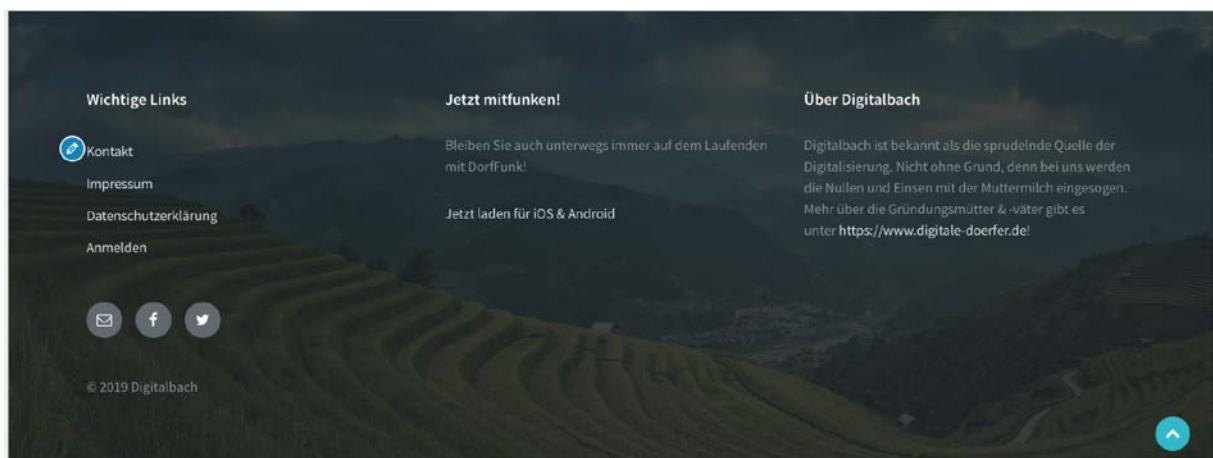 Wichtige Links
Kontakt
Impressum
Datenschutzerklärung
Anmelden
© 2019 Digitalbach
Jetzt mitfunken!
Bleiben Sie auch unterwegs immer auf dem Laufenden
mit DorfFunk!
Jetzt laden für iOS & Android
Über Digitalbach
Digitalbach ist bekannt als die sprudelnde Quelle der
Digitalisierung. Nicht ohne Grund, denn bei uns werden
die Nullen und Einsen mit der Muttermilch eingesogen.
Mehr über die Gründungsmütter & -väter gibt es
unter https://www.digitale-doerfer.de!